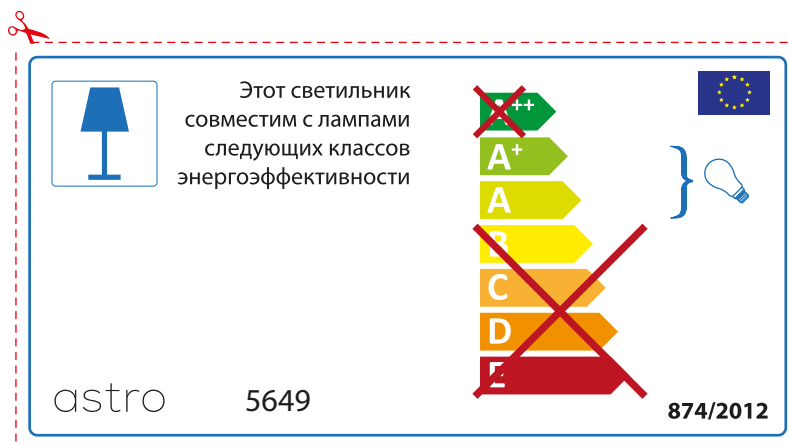 Этот светильник
совместим с лампами
следующих классов
энергоэффективности
A++
A+
A
B
C
D
E
astro
5649
874/2012